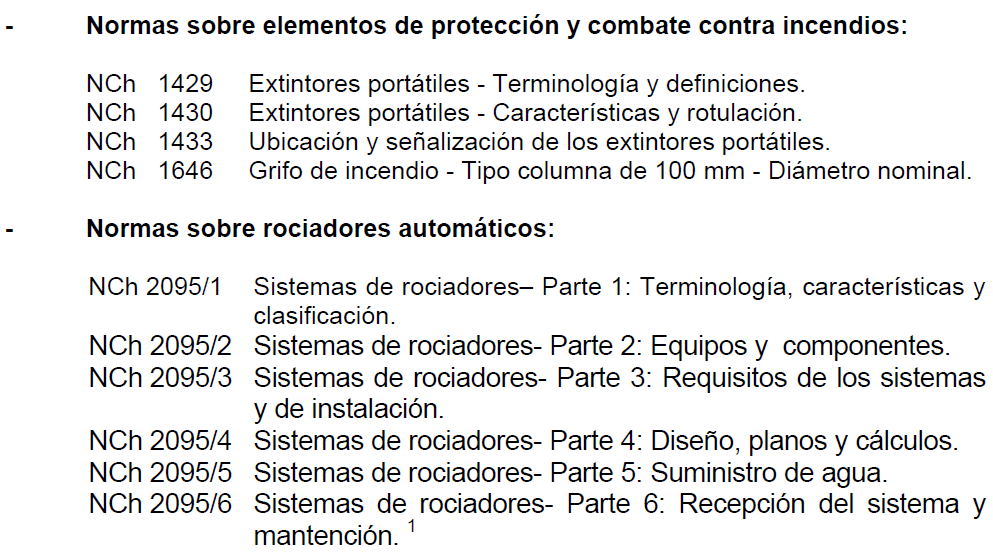 - Normas sobre elementos de protección y combate contra incendios:
NCh 1429 Extintores portátiles - Terminología y definiciones.
NCh 1430 Extintores portátiles - Características y rotulación.
NCh 1433 Ubicación y señalización de los extintores portátiles.
NCh 1646 Grifo de incendio - Tipo columna de 100 mm - Diámetro nominal.
- Normas sobre rociadores automáticos:
NCh 2095/1 Sistemas de rociadores– Parte 1: Terminología, características y
clasificación.
NCh 2095/2 Sistemas de rociadores- Parte 2: Equipos y componentes.
NCh 2095/3 Sistemas de rociadores- Parte 3: Requisitos de los sistemas
y de instalación.
NCh 2095/4 Sistemas de rociadores- Parte 4: Diseño, planos y cálculos.
NCh 2095/5 Sistemas de rociadores- Parte 5: Suministro de agua.
NCh 2095/6 Sistemas de rociadores- Parte 6: Recepción del sistema y
mantención. 1